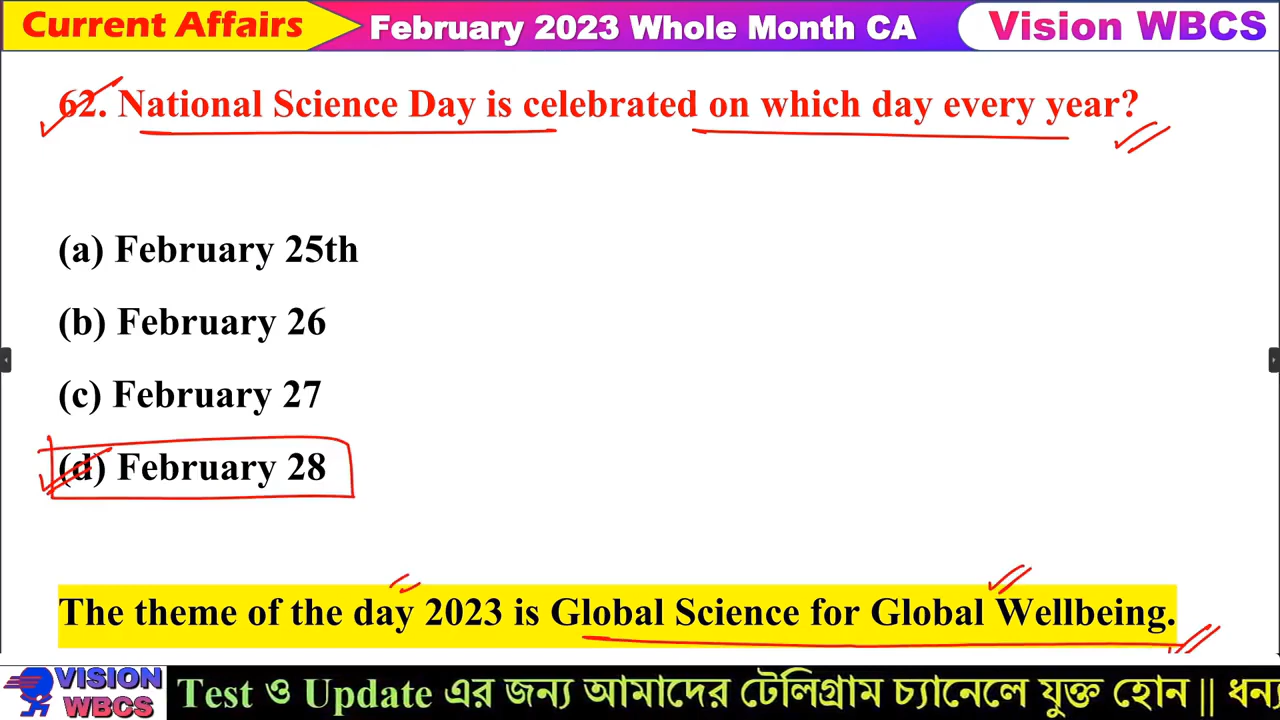 Current Affairs February 2023 Whole Month CA Vision WBCS
62. National Science Day is celebrated on which day every year?
(a) February 25th
(b) February 26
(c) February 27
(d) February 28
The theme of the day 2023 is Global Science for Global Wellbeing.
VISION
WBCS
Test ও Update এর জন্য আমাদের টেলিগ্রাম চ্যানেলে যুক্ত হোন ||